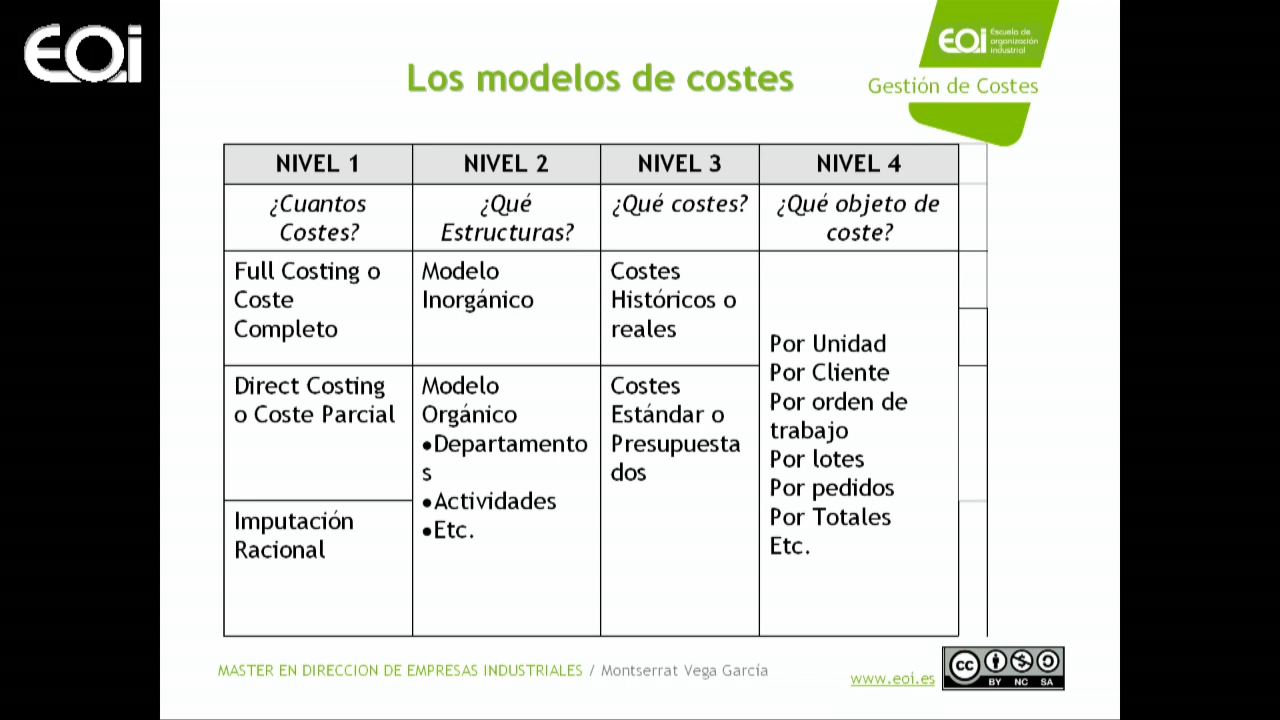 EOi
EOi Escuela de
organización
industrial
Los modelos de costes
Gestión de Costes
NIVEL 1
NIVEL 2
NIVEL 3
NIVEL 4
¿Cuantos
Costes?
¿Qué
Estructuras?
¿Qué costes?
¿Qué objeto de
coste?
Full Costing o
Coste
Completo
Modelo
Inorgánico
Costes
Históricos o
reales
Por Unidad
Por Cliente
Por orden de
trabajo
Por lotes
Por pedidos
Por Totales
Etc.
Direct Costing
o Coste Parcial
Modelo
Orgánico
•Departamento
s
•Actividades
•Etc.
Costes
Estándar o
Presupuesta
dos
Imputación
Racional
MASTER EN DIRECCION DE EMPRESAS INDUSTRIALES / Montserrat Vega García
www.eoi.es
cc
BY NC SA